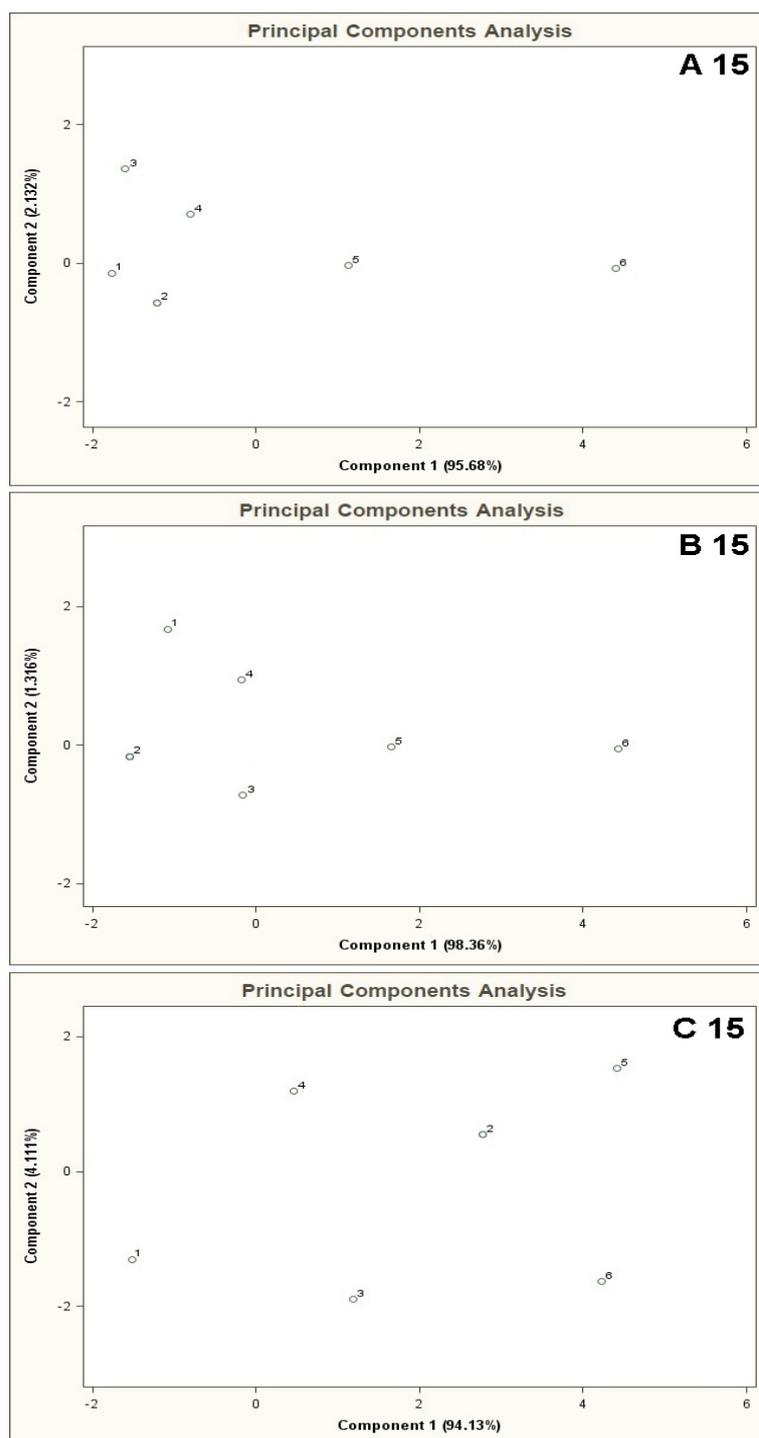 Principal Components Analysis
A 15
Component 2 (2.132%)
2
0
-2
3
4
1
2
5
6
-2 0 2 4 6
Component 1 (95.68%)
Principal Components Analysis
B 15
Component 2 (1.316%)
2
0
-2
1
4
2
3
5
6
-2 0 2 4 6
Component 1 (98.36%)
Principal Components Analysis
C 15
Component 2 (4.111%)
2
0
-2
5
4
2
1
3
6
-2 0 2 4 6
Component 1 (94.13%)